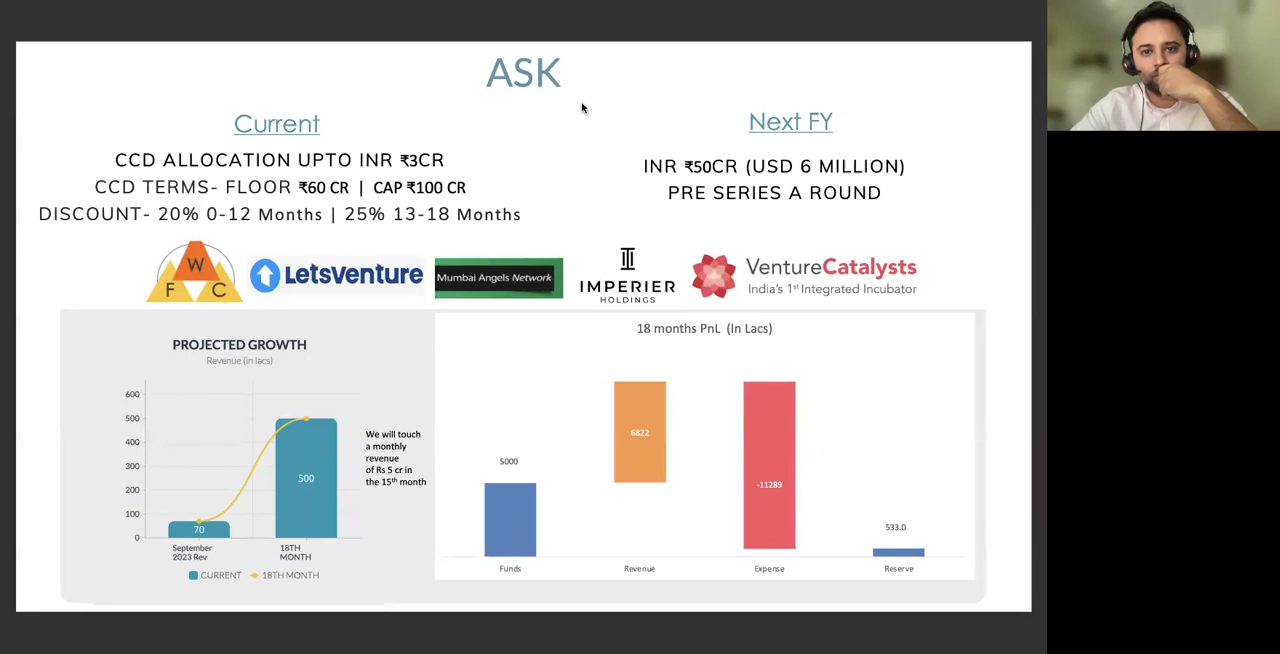 ASK
Current
CCD ALLOCATION UPTO INR ₹3CR
CCD TERMS- FLOOR ₹60 CR | CAP ₹100 CR
DISCOUNT- 20% 0-12 Months | 25% 13-18 Months
Next FY
INR ₹50CR (USD 6 MILLION)
PRE SERIES A ROUND
W
F C
LetsVenture
Mumbai Angels Network
IMPERIER
HOLDINGS
VentureCatalysts
India's 1st Integrated Incubator
PROJECTED GROWTH
Revenue (in lacs)
600
500
400
300
200
100
0
70
500
September
2023 Rev
18TH
MONTH
CURRENT
18TH MONTH
We will touch
a monthly
revenue
of Rs 5 cr in
the 15th month
18 months PnL (In Lacs)
5000
6822
-11289
533.0
Funds
Revenue
Expense
Reserve